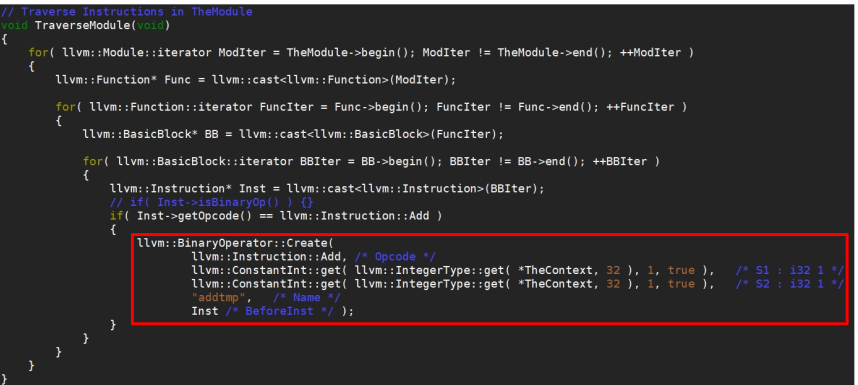 // Traverse Instructions in TheModule
void TraverseModule(void)
{
for( llvm::Module::iterator ModIter = TheModule->begin(); ModIter != TheModule->end(); ++ModIter )
{
llvm::Function* Func = llvm::cast<llvm::Function>(ModIter);
for( llvm::Function::iterator FuncIter = Func->begin(); FuncIter != Func->end(); ++FuncIter )
{
llvm::BasicBlock* BB = llvm::cast<llvm::BasicBlock>(FuncIter);
for( llvm::BasicBlock::iterator BBIter = BB->begin(); BBIter != BB->end(); ++BBIter )
{
llvm::Instruction* Inst = llvm::cast<llvm::Instruction>(BBIter);
// if( Inst->isBinaryOp() ) {}
if( Inst->getOpcode() == llvm::Instruction::Add )
{
llvm::BinaryOperator::Create(
llvm::Instruction::Add, /* Opcode */
llvm::ConstantInt::get( llvm::IntegerType::get( *TheContext, 32 ), 1, true ), /* S1 : i32 1 */
llvm::ConstantInt::get( llvm::IntegerType::get( *TheContext, 32 ), 1, true ), /* S2 : i32 1 */
"addtmp", /* Name */
Inst /* BeforeInst */ );
}
}
}
}
}